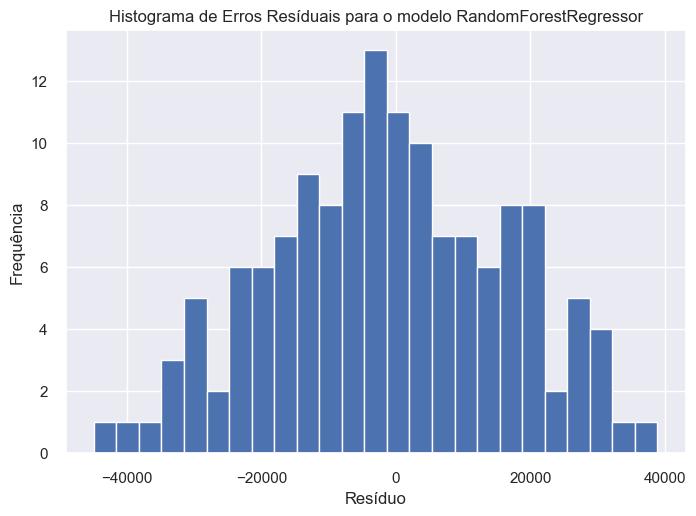 Histograma de Erros Resíduais para o modelo RandomForestRegressor
12
10
8
6
4
2
0
Frequência
−40000 −20000 0 20000 40000
Resíduo